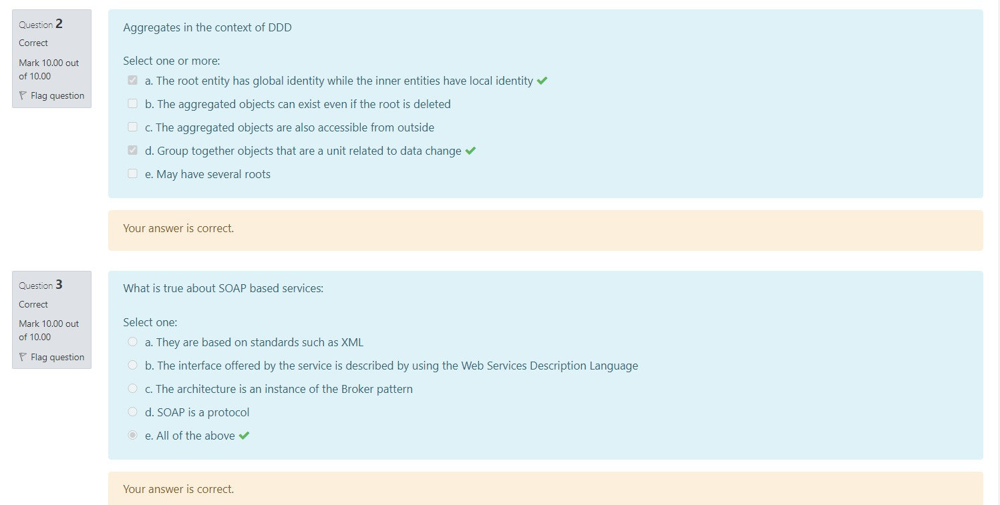 Question 2
Correct
Mark 10.00 out
of 10.00
Flag question
Aggregates in the context of DDD
Select one or more:
a. The root entity has global identity while the inner entities have local identity
b. The aggregated objects can exist even if the root is deleted
c. The aggregated objects are also accessible from outside
d. Group together objects that are a unit related to data change
e. May have several roots
Your answer is correct.
Question 3
Correct
Mark 10.00 out
of 10.00
Flag question
What is true about SOAP based services:
Select one:
a. They are based on standards such as XML
b. The interface offered by the service is described by using the Web Services Description Language
c. The architecture is an instance of the Broker pattern
d. SOAP is a protocol
e. All of the above
Your answer is correct.